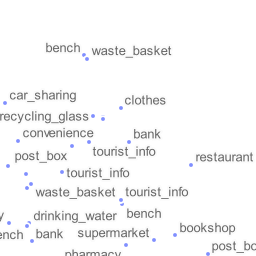 bench
waste_basket
car_sharing
clothes
recycling_glass
convenience
bank
tourist_info
post_box
restaurant
tourist_info
waste_basket
tourist_info
drinking_water
bench
y
ench
bank
supermarket
bookshop
post_bo
pharmacy